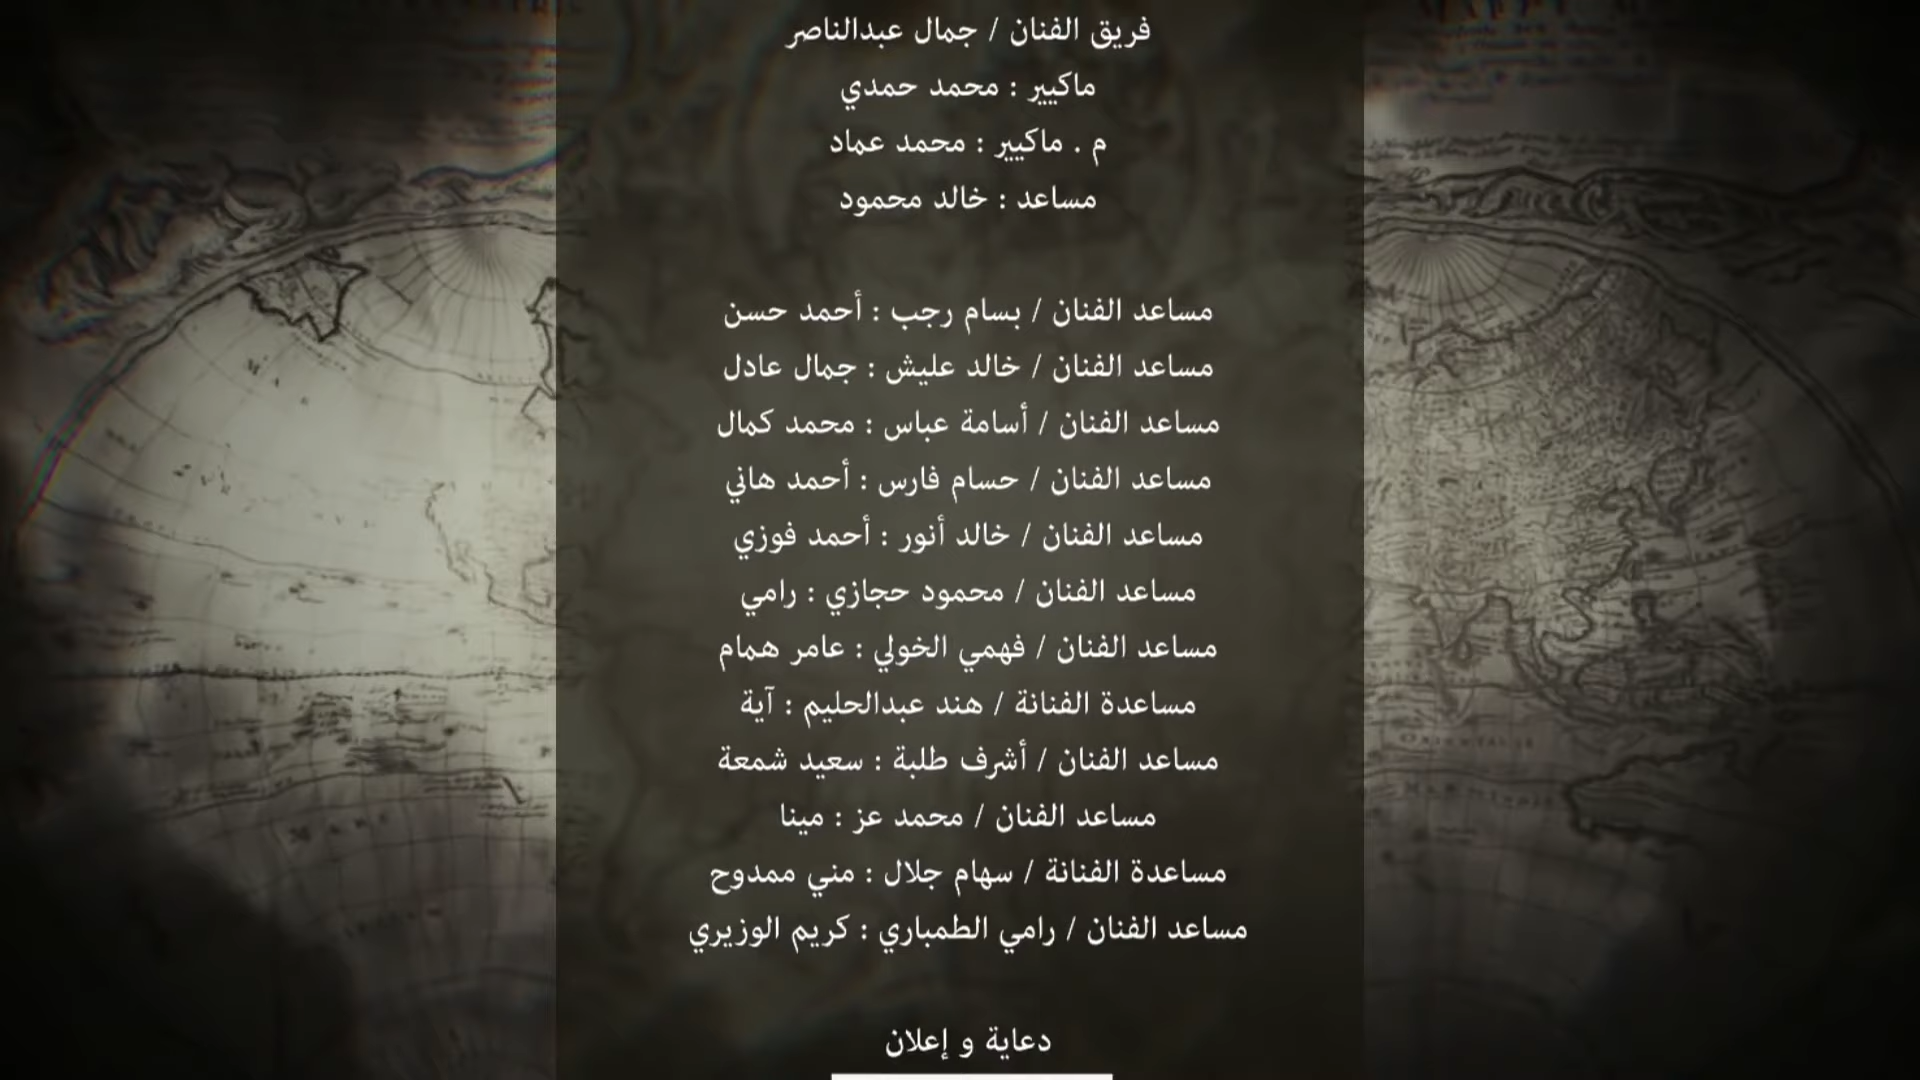 فريق الفنان / جمال عبدالناصر
ماكيير : محمد حمدي
م . ماكيير : محمد عماد
مساعد : خالد محمود
مساعد الفنان / بسام رجب : أحمد حسن
مساعد الفنان / خالد عليش : جمال عادل
مساعد الفنان / أسامة عباس : محمد كمال
مساعد الفنان / حسام فارس : أحمد هاني
مساعد الفنان / خالد أنور : أحمد فوزي
مساعد الفنان / محمود حجازي : رامي
مساعد الفنان / فهمي الخولي : عامر همام
مساعدة الفنانة / هند عبدالحليم : آية
مساعد الفنان / أشرف طلبة : سعيد شمعة
مساعد الفنان / محمد عز : مينا
مساعدة الفنانة / سهام جلال : مني ممدوح
مساعد الفنان / رامي الطمباري : كريم الوزيري
دعاية و إعلان